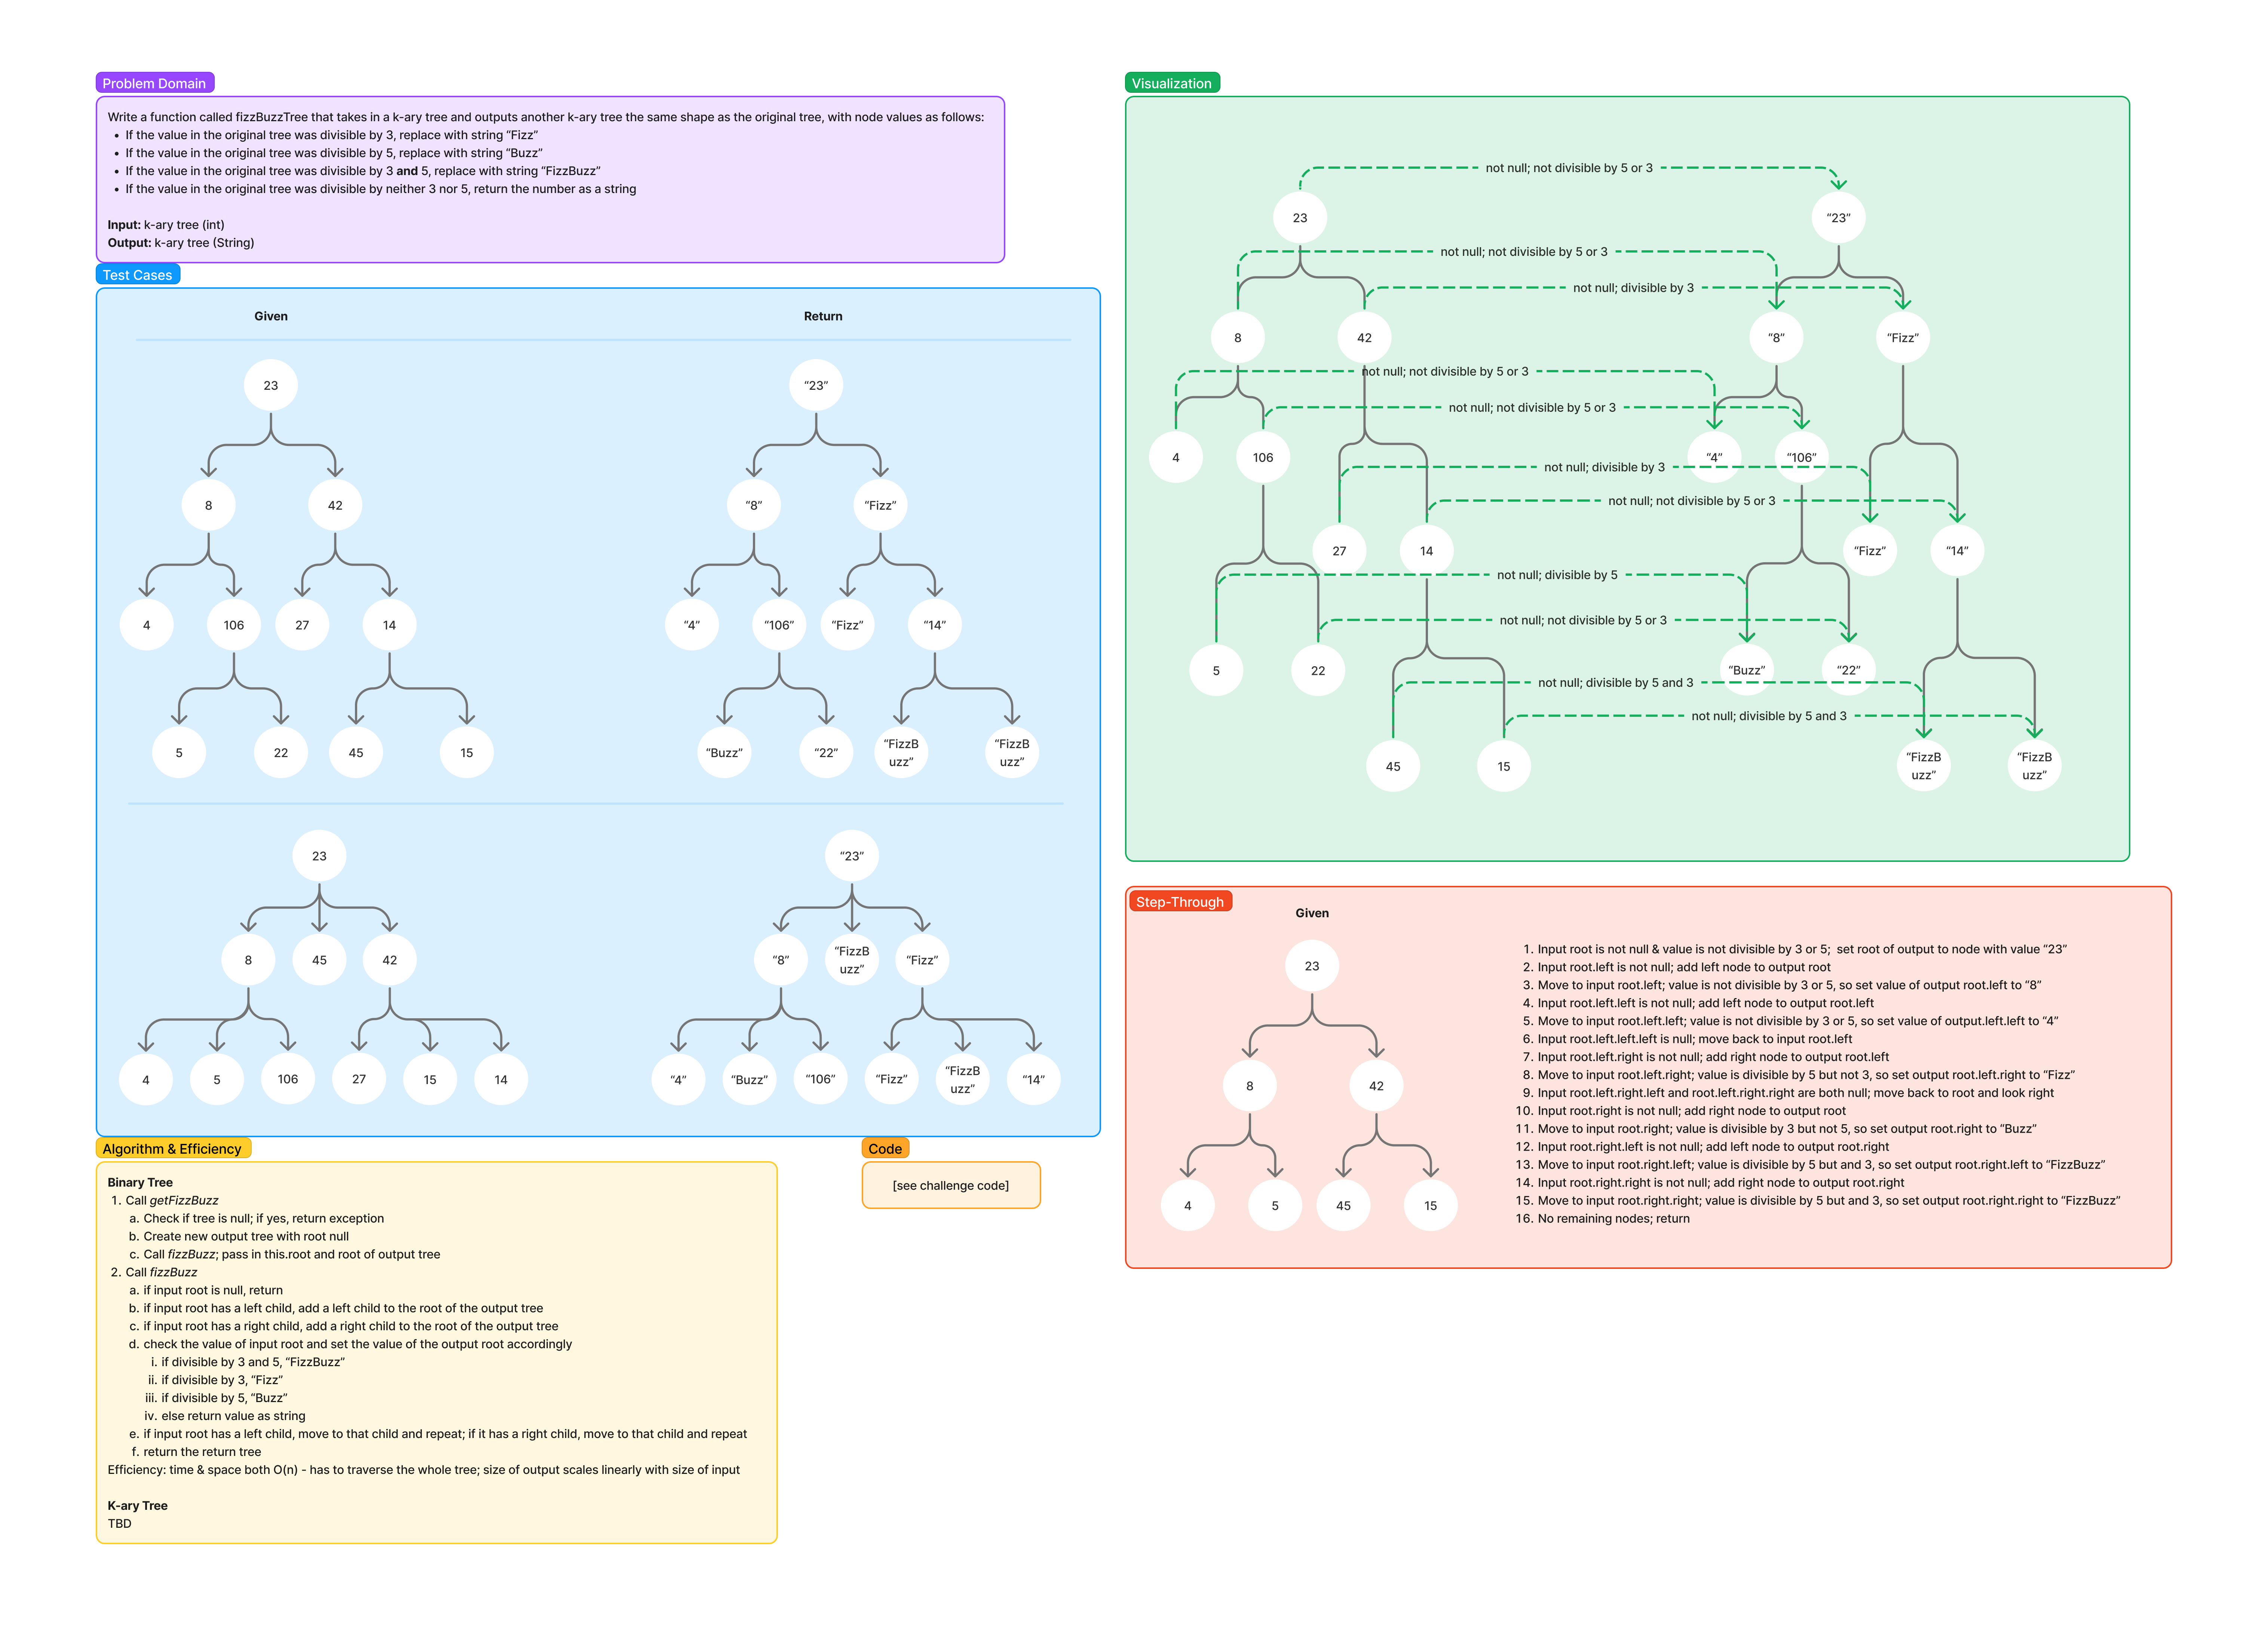 Problem Domain
Write a function called fizzBuzzTree that takes in a k-ary tree and outputs another k-ary tree the same shape as the original tree, with node values as follows:
• If the value in the original tree was divisible by 3, replace with string “Fizz”
• If the value in the original tree was divisible by 5, replace with string “Buzz”
• If the value in the original tree was divisible by 3 and 5, replace with string “FizzBuzz”
• If the value in the original tree was divisible by neither 3 nor 5, return the number as a string
Input: k-ary tree (int)
Output: k-ary tree (String)
Test Cases
Given Return
23 “23”
8 42 “8” “Fizz”
4 106 27 14 “4” “106” “Fizz” “14”
5 22 45 15 “Buzz” “22” “FizzB “FizzB
uzz” uzz”
23 “23”
8 45 42 “8” “FizzB “Fizz”
uzz”
4 5 106 27 15 14 “4” “Buzz” “106” “Fizz” “FizzB “14”
uzz”
Algorithm & Efficiency
Binary Tree
1. Call getFizzBuzz
a. Check if tree is null; if yes, return exception
b. Create new output tree with root null
c. Call fizzBuzz; pass in this.root and root of output tree
2. Call fizzBuzz
a. if input root is null, return
b. if input root has a left child, add a left child to the root of the output tree
c. if input root has a right child, add a right child to the root of the output tree
d. check the value of input root and set the value of the output root accordingly
i. if divisible by 3 and 5, “FizzBuzz”
ii. if divisible by 3, “Fizz”
iii. if divisible by 5, “Buzz”
iv. else return value as string
e. if input root has a left child, move to that child and repeat; if it has a right child, move to that child and repeat
f. return the return tree
Efficiency: time & space both O(n) - has to traverse the whole tree; size of output scales linearly with size of input
K-ary Tree
TBD
Code
[see challenge code]
Visualization
not null; not divisible by 5 or 3
23 “23”
not null; not divisible by 5 or 3
not null; divisible by 3
8 42 “8” “Fizz”
not null; not divisible by 5 or 3
not null; not divisible by 5 or 3
4 106 “4” “106”
not null; divisible by 3
not null; not divisible by 5 or 3
27 14 “Fizz” “14”
not null; divisible by 5
not null; not divisible by 5 or 3
5 22 “Buzz” “22”
not null; divisible by 5 and 3
not null; divisible by 5 and 3
45 15 “FizzB “FizzB
uzz” uzz”
Step-Through
Given
23
8 42
4 5 45 15
1. Input root is not null & value is not divisible by 3 or 5; set root of output to node with value “23”
2. Input root.left is not null; add left node to output root
3. Move to input root.left; value is not divisible by 3 or 5, so set value of output root.left to “8”
4. Input root.left.left is not null; add left node to output root.left
5. Move to input root.left.left; value is not divisible by 3 or 5, so set value of output.left.left to “4”
6. Input root.left.left.left is null; move back to input root.left
7. Input root.left.right is not null; add right node to output root.left
8. Move to input root.left.right; value is divisible by 5 but not 3, so set output root.left.right to “Fizz”
9. Input root.left.right.left and root.left.right.right are both null; move back to root and look right
10. Input root.right is not null; add right node to output root
11. Move to input root.right; value is divisible by 3 but not 5, so set output root.right to “Buzz”
12. Input root.right.left is not null; add left node to output root.right
13. Move to input root.right.left; value is divisible by 5 but and 3, so set output root.right.left to “FizzBuzz”
14. Input root.right.right is not null; add right node to output root.right
15. Move to input root.right.right; value is divisible by 5 but and 3, so set output root.right.right to “FizzBuzz”
16. No remaining nodes; return